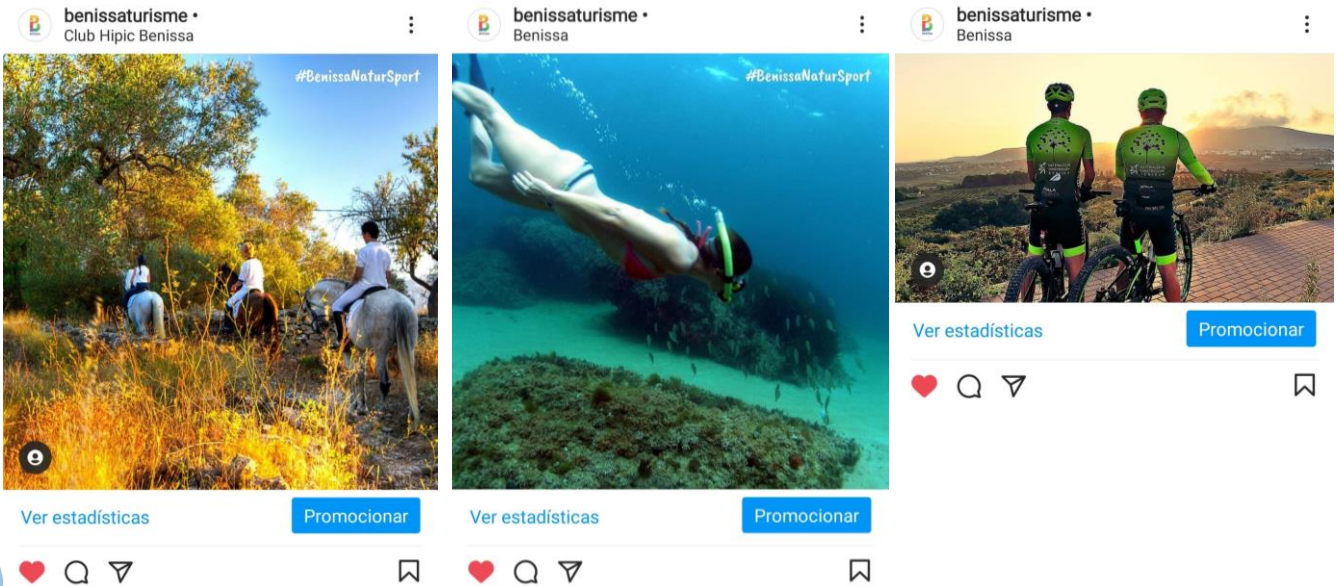 benissaturisme •
Club Hipic Benissa
#BenissaNaturSport
Ver estadísticas
Promocionar
benissaturisme •
Benissa
#BenissaNaturSport
Ver estadísticas
Promocionar
benissaturisme •
Benissa
Ver estadísticas
Promocionar